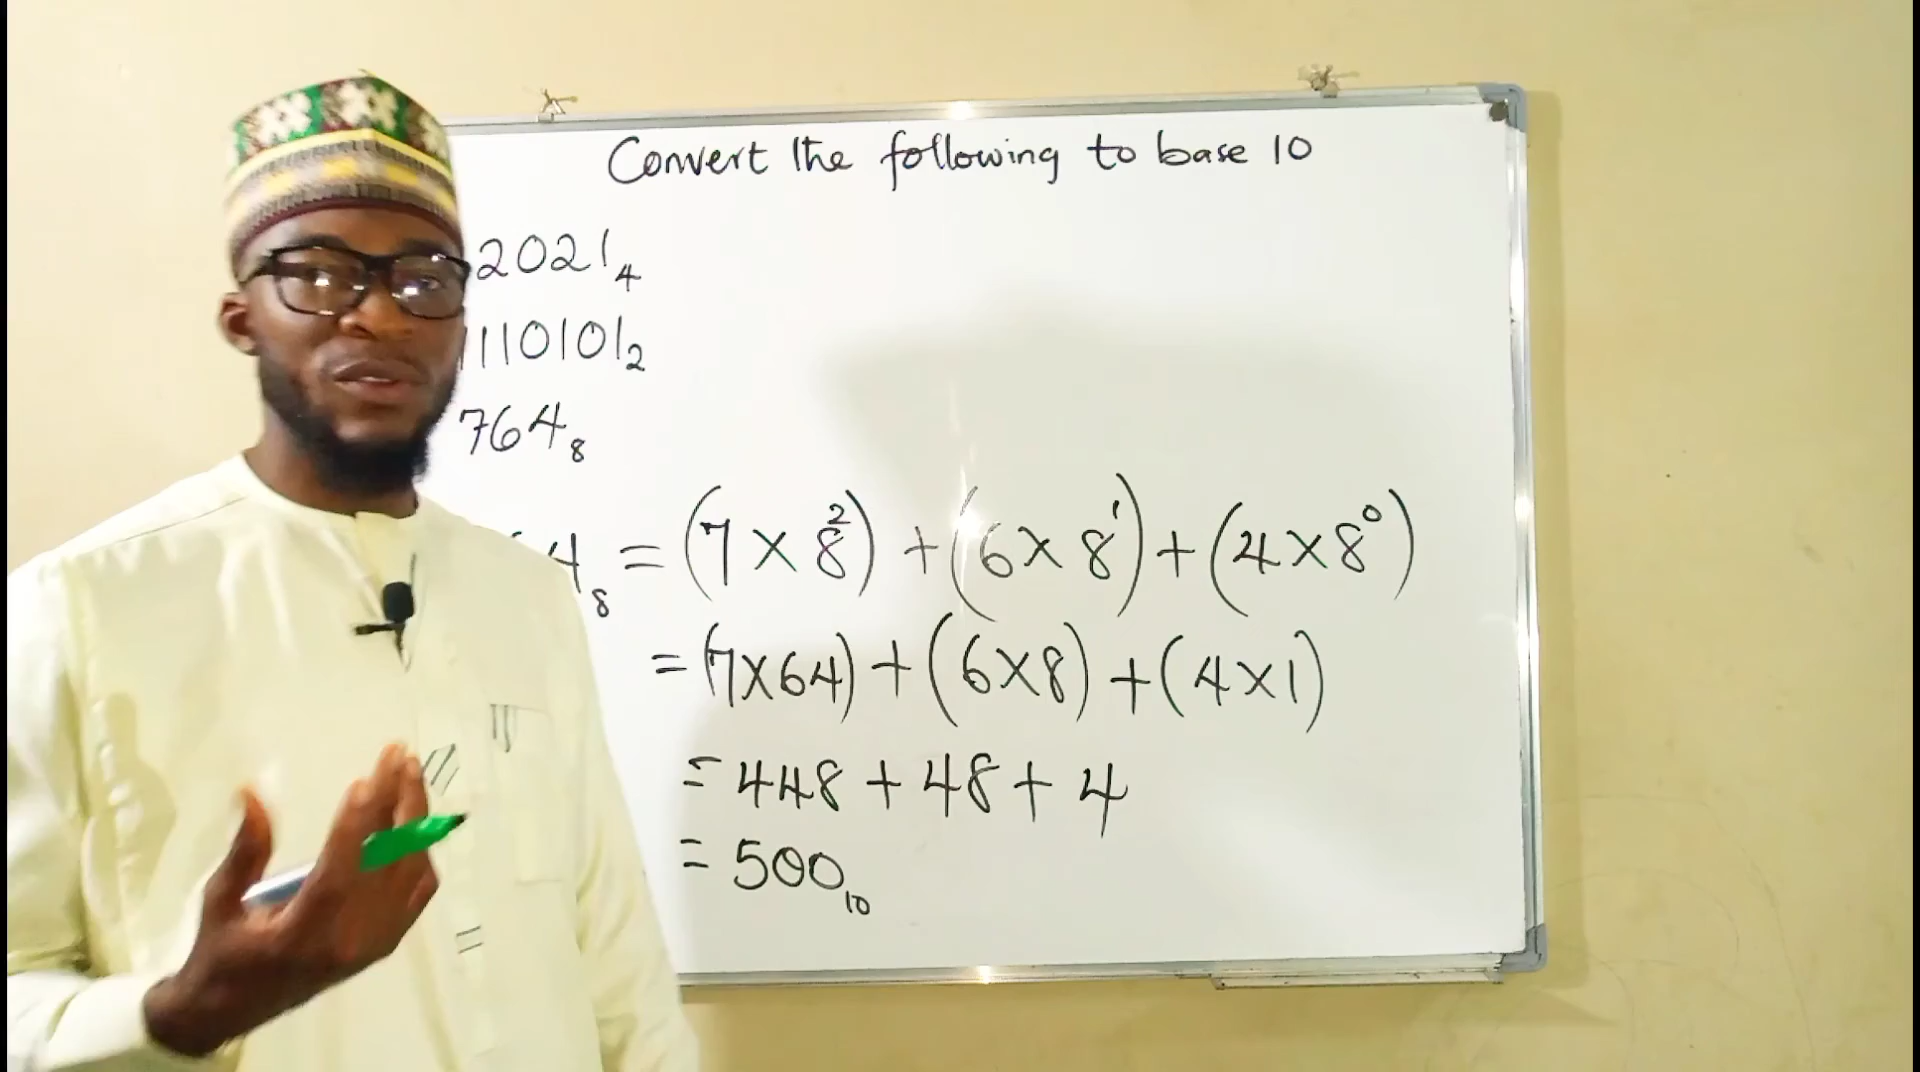 Convert the following to base 10
2021₄
110101₂
764₈
4₈ = (7 × 8²) + (6 × 8¹) + (4 × 8⁰)
= (7×64) + (6×8) + (4×1)
= 448 + 48 + 4
= 500₁₀